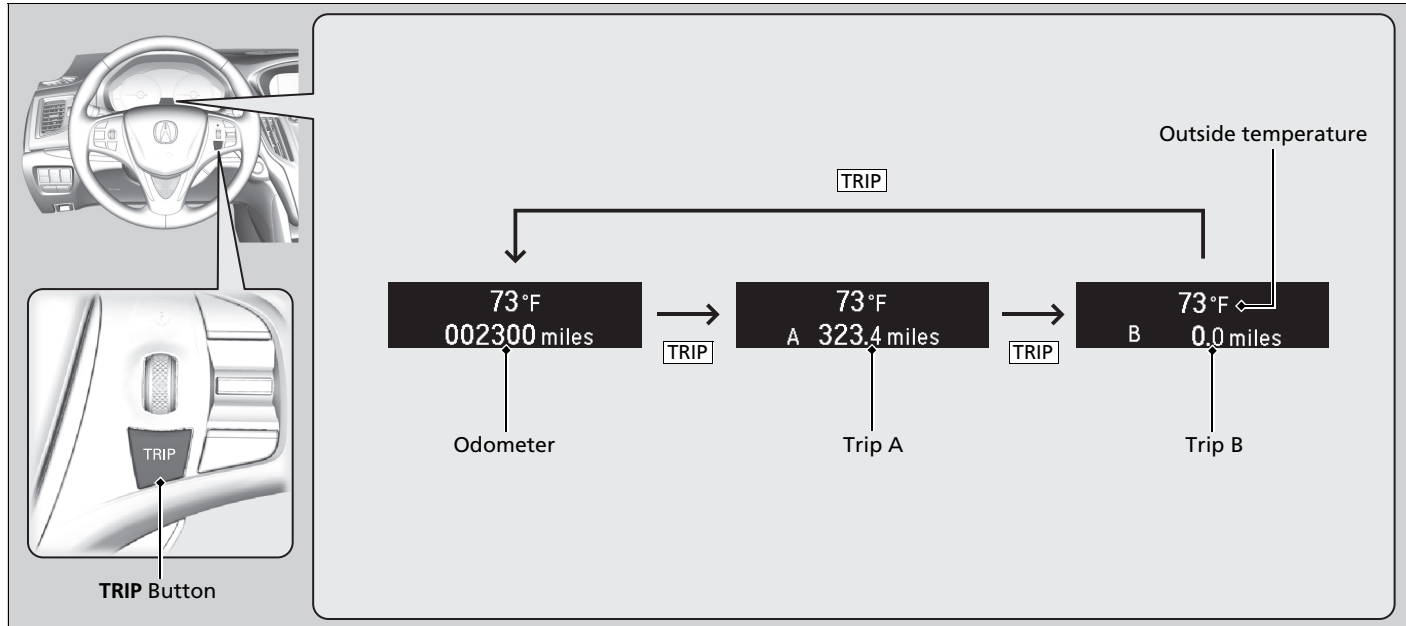 Outside temperature
TRIP
73°F
002300 miles
TRIP
73°F
A 323.4 miles
TRIP
73°F
B 0.0 miles
Odometer
Trip A
Trip B
TRIP
TRIP Button